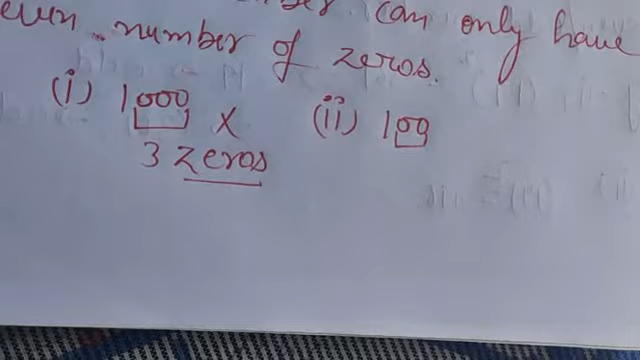 can only have
even number of zeros.
(i) 1000 X (ii) 100
3 zeros